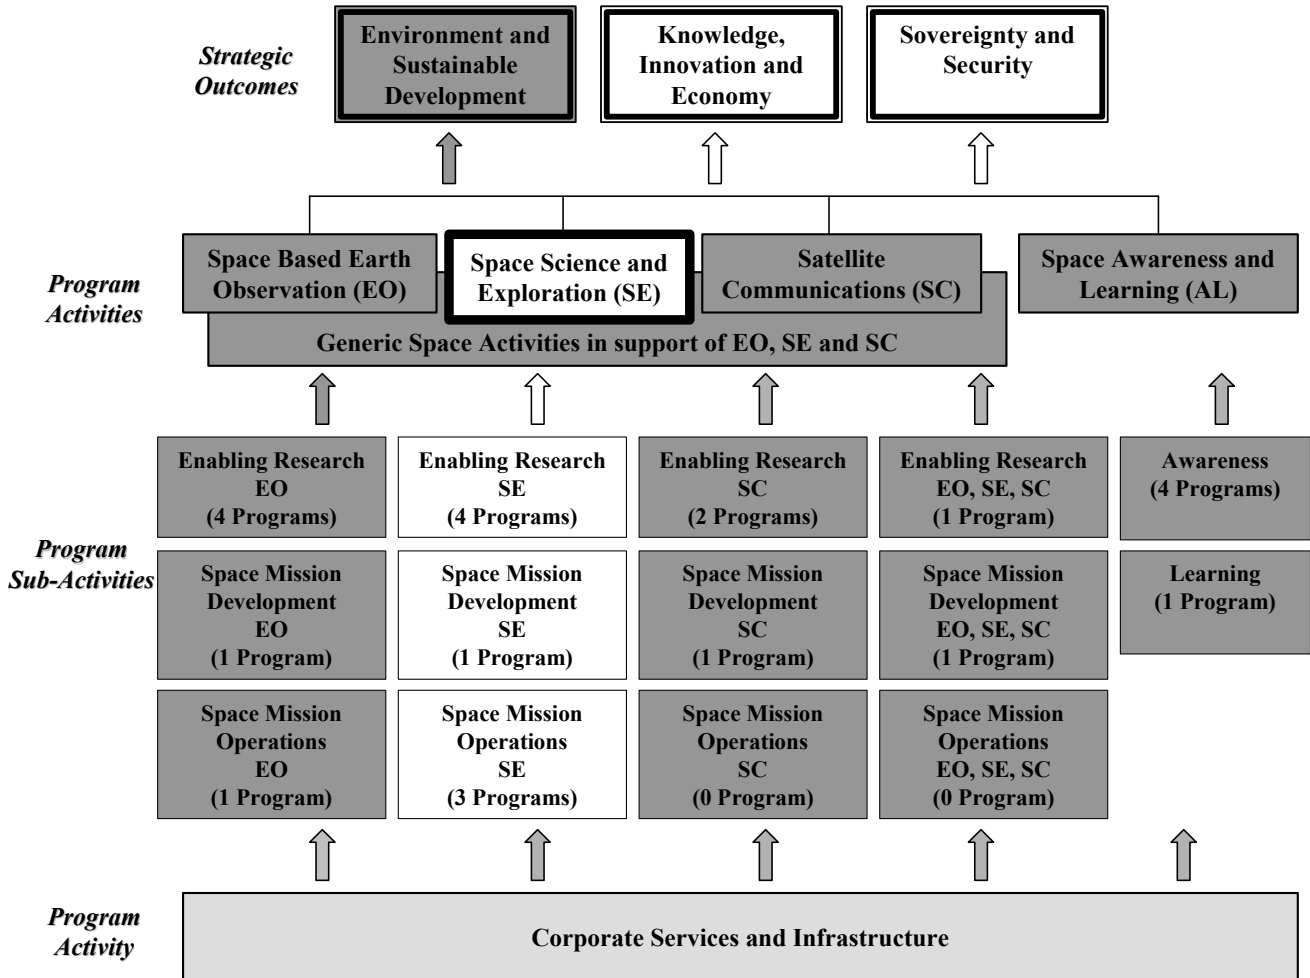 Strategic
Outcomes
Environment and
Sustainable
Development
Knowledge,
Innovation and
Economy
Sovereignty and
Security
Program
Activities
Space Based Earth
Observation (EO)
Space Science and
Exploration (SE)
Satellite
Communications (SC)
Space Awareness and
Learning (AL)
Generic Space Activities in support of EO, SE and SC
Program
Sub-Activities
Enabling Research
EO
(4 Programs)
Enabling Research
SE
(4 Programs)
Enabling Research
SC
(2 Programs)
Enabling Research
EO, SE, SC
(1 Program)
Awareness
(4 Programs)
Space Mission
Development
EO
(1 Program)
Space Mission
Development
SE
(1 Program)
Space Mission
Development
SC
(1 Program)
Space Mission
Development
EO, SE, SC
(1 Program)
Learning
(1 Program)
Space Mission
Operations
EO
(1 Program)
Space Mission
Operations
SE
(3 Programs)
Space Mission
Operations
SC
(0 Program)
Space Mission
Operations
EO, SE, SC
(0 Program)
Program
Activity
Corporate Services and Infrastructure